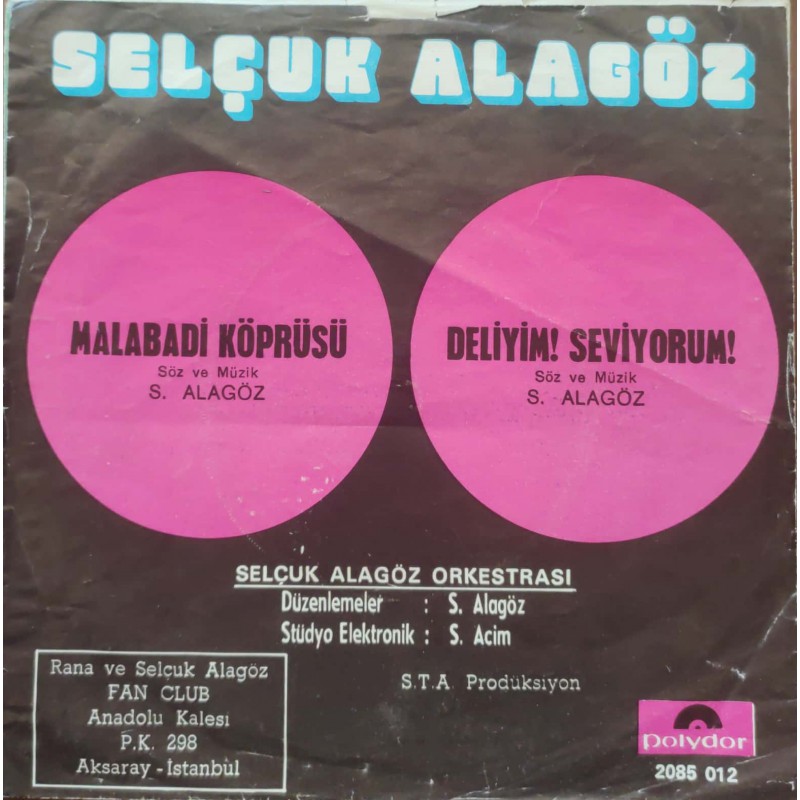 SELÇUK ALAGÖZ
MALABADİ KÖPRÜSÜ
Söz ve Müzik
S. ALAGÖZ
DELİYİM! SEVİYORUM!
Söz ve Müzik
S. ALAGÖZ
SELÇUK ALAGÖZ ORKESTRASI
Düzenlemeler : S. Alagöz
Stüdyo Elektronik : S. Acim
S.T.A. Prodüksiyon
Rana ve Selçuk Alagöz
FAN CLUB
Anadolu Kalesi
P.K. 298
Aksaray - İstanbul
polydor
2085 012